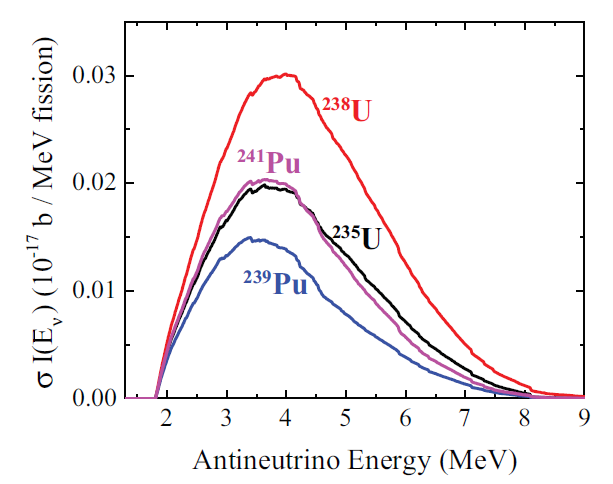 σ I(Eν) (10⁻¹⁷ b / MeV fission)
0.03
0.02
0.01
0.00
²³⁸U
²⁴¹Pu
²³⁵U
²³⁹Pu
2 3 4 5 6 7 8 9
Antineutrino Energy (MeV)